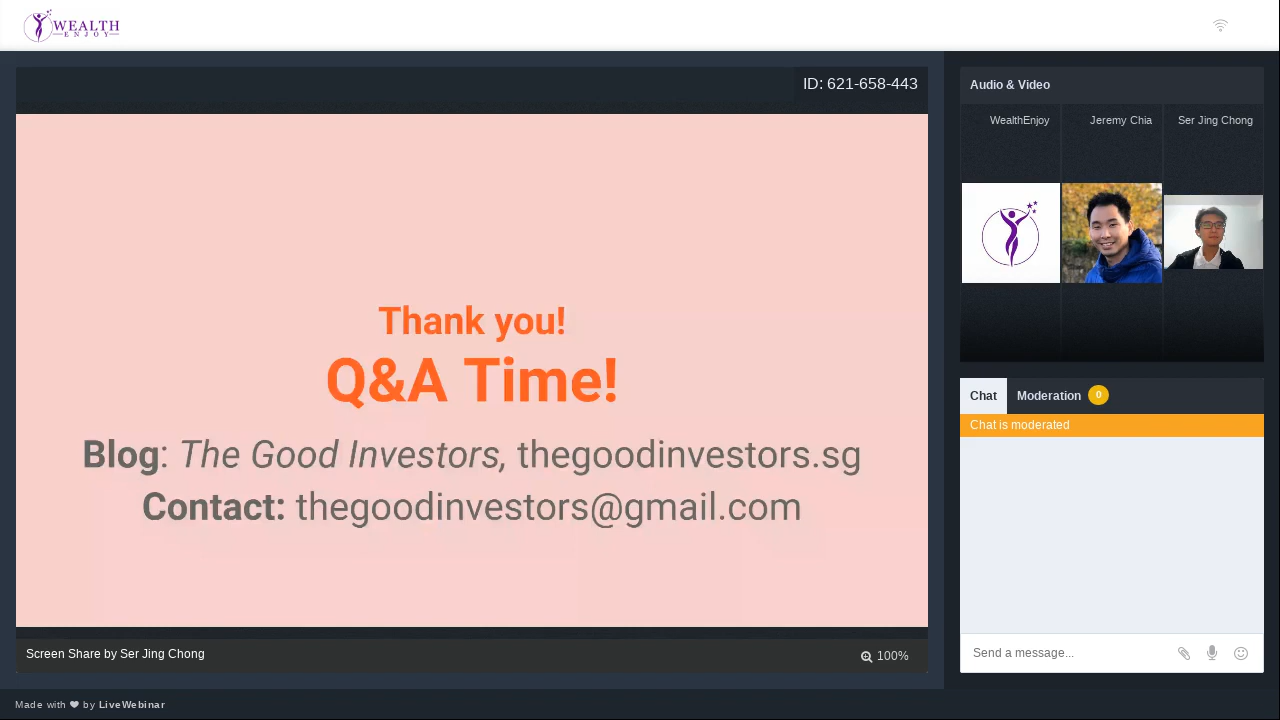 WEALTH
ENJOY
ID: 621-658-443
Thank you!
Q&A Time!
Blog: The Good Investors, thegoodinvestors.sg
Contact: thegoodinvestors@gmail.com
Screen Share by Ser Jing Chong
100%
Audio & Video
WealthEnjoy
Jeremy Chia
Ser Jing Chong
Chat
Moderation
0
Chat is moderated
Send a message...
Made with ❤ by LiveWebinar